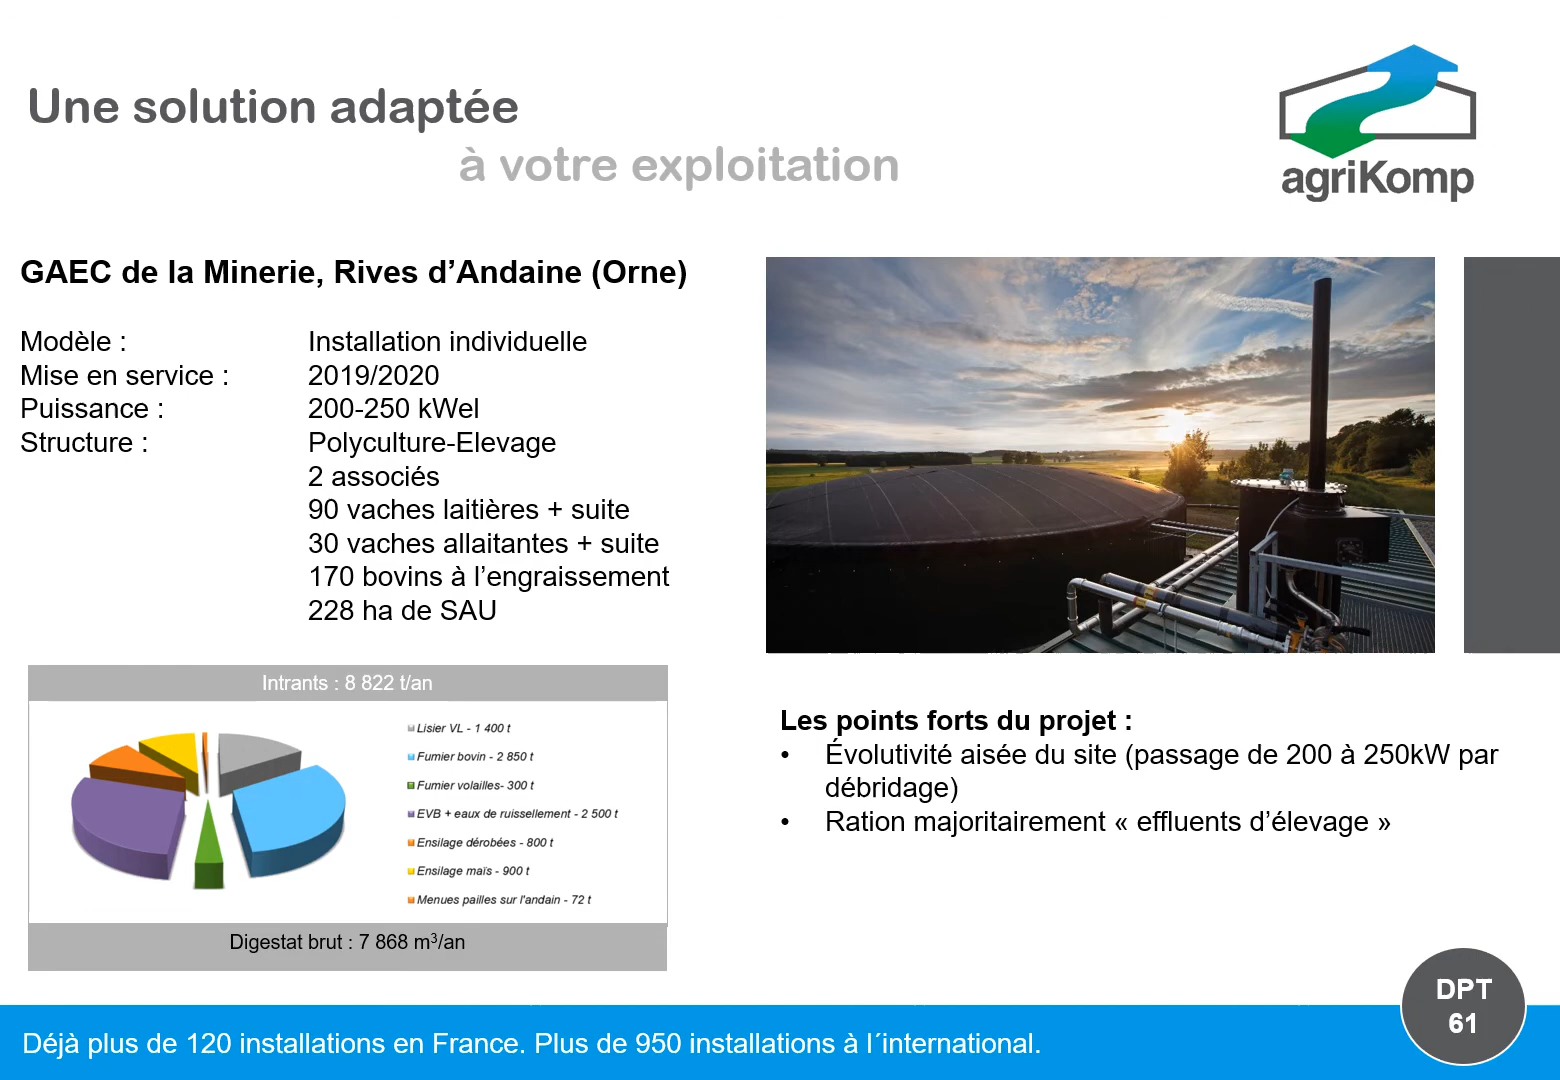 Une solution adaptée
à votre exploitation
agriKomp
GAEC de la Minerie, Rives d’Andaine (Orne)
Modèle : Installation individuelle
Mise en service : 2019/2020
Puissance : 200-250 kWel
Structure : Polyculture-Elevage
2 associés
90 vaches laitières + suite
30 vaches allaitantes + suite
170 bovins à l’engraissement
228 ha de SAU
Intrants : 8 822 t/an
Lisier VL - 1 400 t
Fumier bovin - 2 850 t
Fumier volailles- 300 t
EVB + eaux de ruissellement - 2 500 t
Ensilage dérobées - 800 t
Ensilage maïs - 900 t
Menues pailles sur l'andain - 72 t
Digestat brut : 7 868 m³/an
Les points forts du projet :
• Évolutivité aisée du site (passage de 200 à 250kW par
débridage)
• Ration majoritairement « effluents d’élevage »
DPT
61
Déjà plus de 120 installations en France. Plus de 950 installations à l´international.